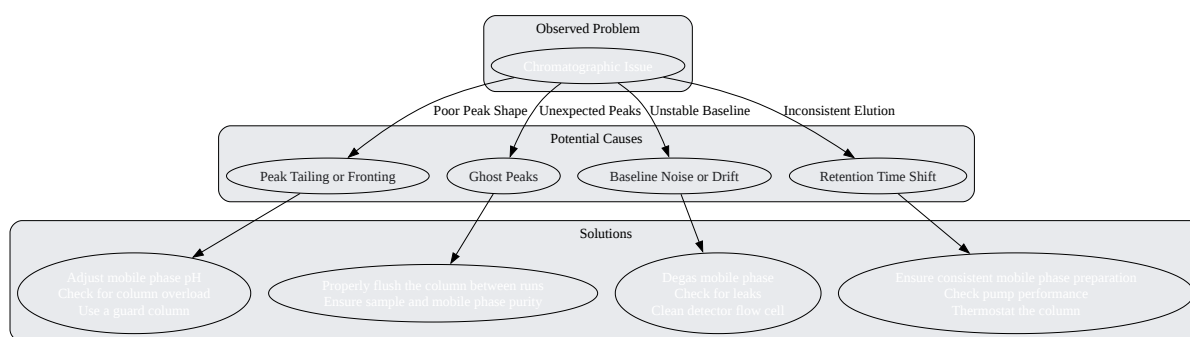 Observed Problem
Chromatographic Issue
Poor Peak Shape
Unexpected Peaks
Unstable Baseline
Inconsistent Elution
Potential Causes
Peak Tailing or Fronting
Ghost Peaks
Baseline Noise or Drift
Retention Time Shift
Solutions
Adjust mobile phase pH
Check for column overload
Use a guard column
Properly flush the column between runs
Ensure sample and mobile phase purity
Degas mobile phase
Check for leaks
Clean detector flow cell
Ensure consistent mobile phase preparation
Check pump performance
Thermostat the column